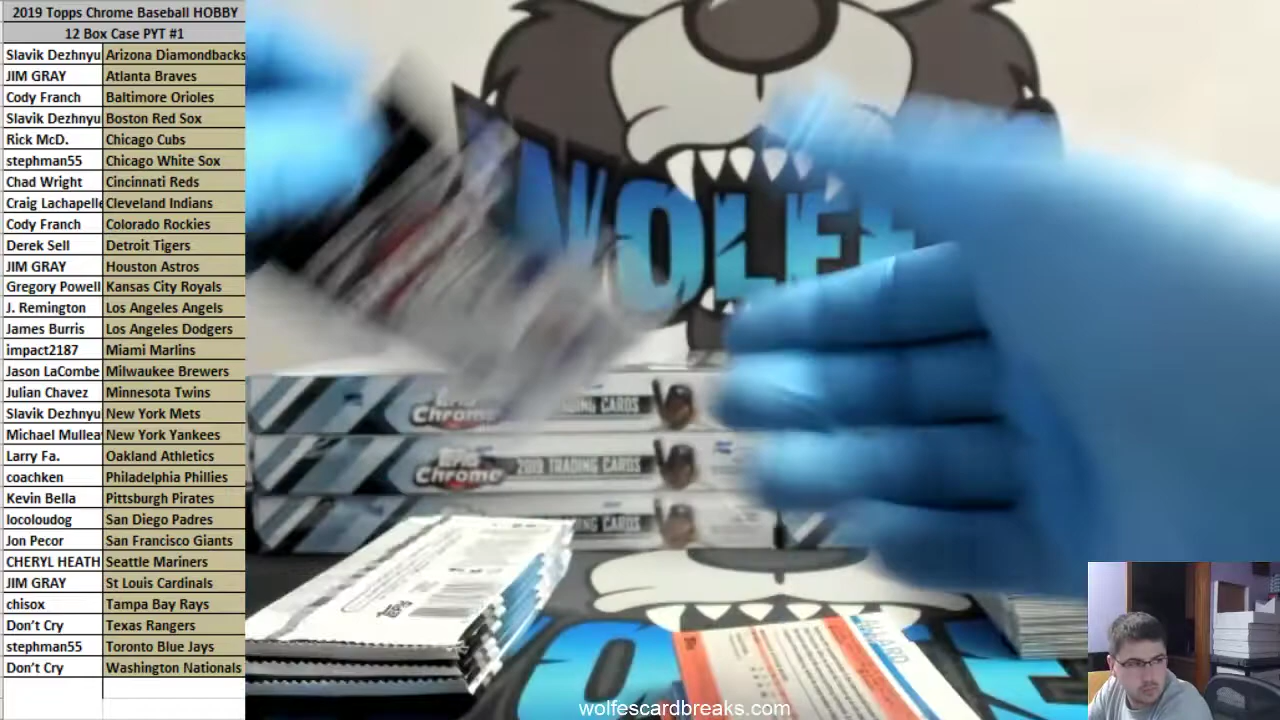 2019 Topps Chrome Baseball HOBBY
12 Box Case PYT #1
Slavik Dezhnyu Arizona Diamondbacks
JIM GRAY Atlanta Braves
Cody Franch Baltimore Orioles
Slavik Dezhnyu Boston Red Sox
Rick McD. Chicago Cubs
stephman55 Chicago White Sox
Chad Wright Cincinnati Reds
Craig Lachapelle Cleveland Indians
Cody Franch Colorado Rockies
Derek Sell Detroit Tigers
JIM GRAY Houston Astros
Gregory Powell Kansas City Royals
J. Remington Los Angeles Angels
James Burris Los Angeles Dodgers
impact2187 Miami Marlins
Jason LaCombe Milwaukee Brewers
Julian Chavez Minnesota Twins
Slavik Dezhnyu New York Mets
Michael Mullea New York Yankees
Larry Fa. Oakland Athletics
coachken Philadelphia Phillies
Kevin Bella Pittsburgh Pirates
locoloudog San Diego Padres
Jon Pecor San Francisco Giants
CHERYL HEATH Seattle Mariners
JIM GRAY St Louis Cardinals
chisox Tampa Bay Rays
Don't Cry Texas Rangers
stephman55 Toronto Blue Jays
Don't Cry Washington Nationals
WOLFE
Chrome TRADING CARDS
Chrome 2019 TRADING CARDS
Chrome TRADING CARDS
Topps
wolfescardbreaks.com